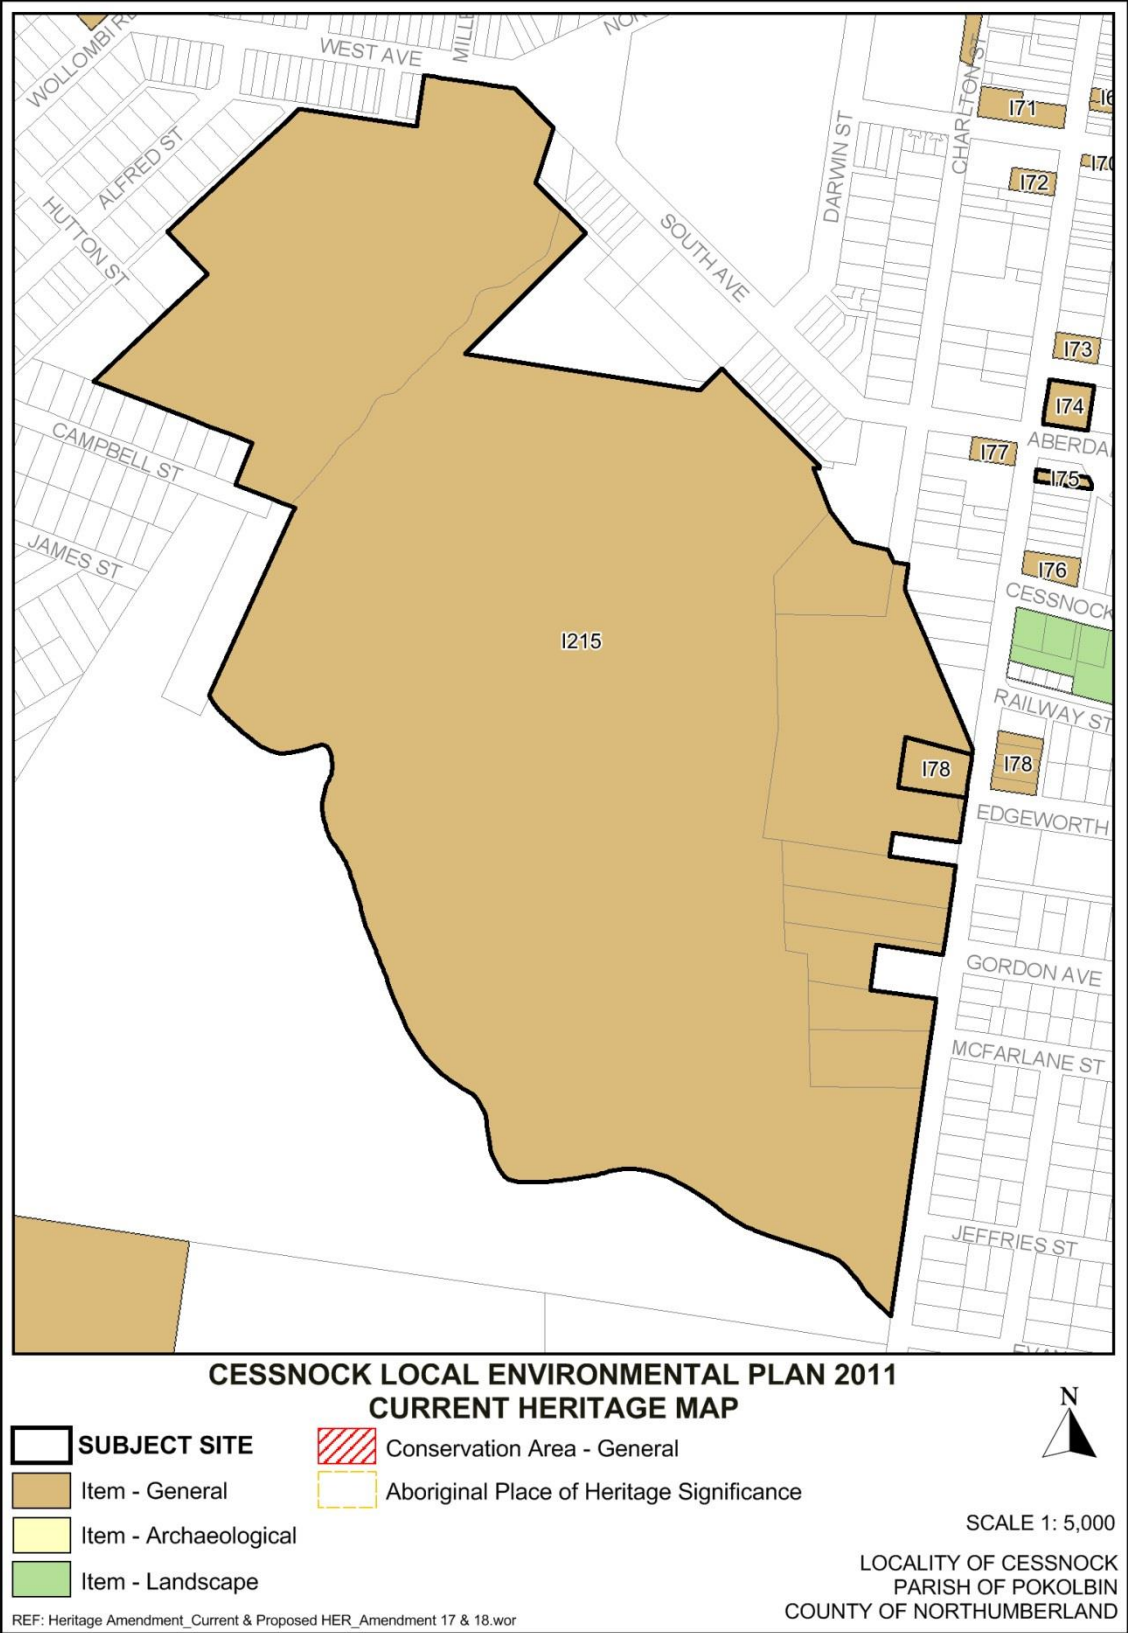 WOLLOMBI RD
WEST AVE
ALFRED ST
HUTTON ST
CHARLTON ST
I71
I70
I72
DARWIN ST
SOUTH AVE
I73
I74
ABERDA
I77
I75
CAMPBELL ST
JAMES ST
I76
CESSNOCK
I215
RAILWAY ST
I78
I78
EDGEWORTH
GORDON AVE
MCFARLANE ST
JEFFRIES ST
CESSNOCK LOCAL ENVIRONMENTAL PLAN 2011
CURRENT HERITAGE MAP
N
SUBJECT SITE
Item - General
Item - Archaeological
Item - Landscape
Conservation Area - General
Aboriginal Place of Heritage Significance
SCALE 1: 5,000
LOCALITY OF CESSNOCK
PARISH OF POKOLBIN
COUNTY OF NORTHUMBERLAND
REF: Heritage Amendment_Current & Proposed HER_Amendment 17 & 18.wor